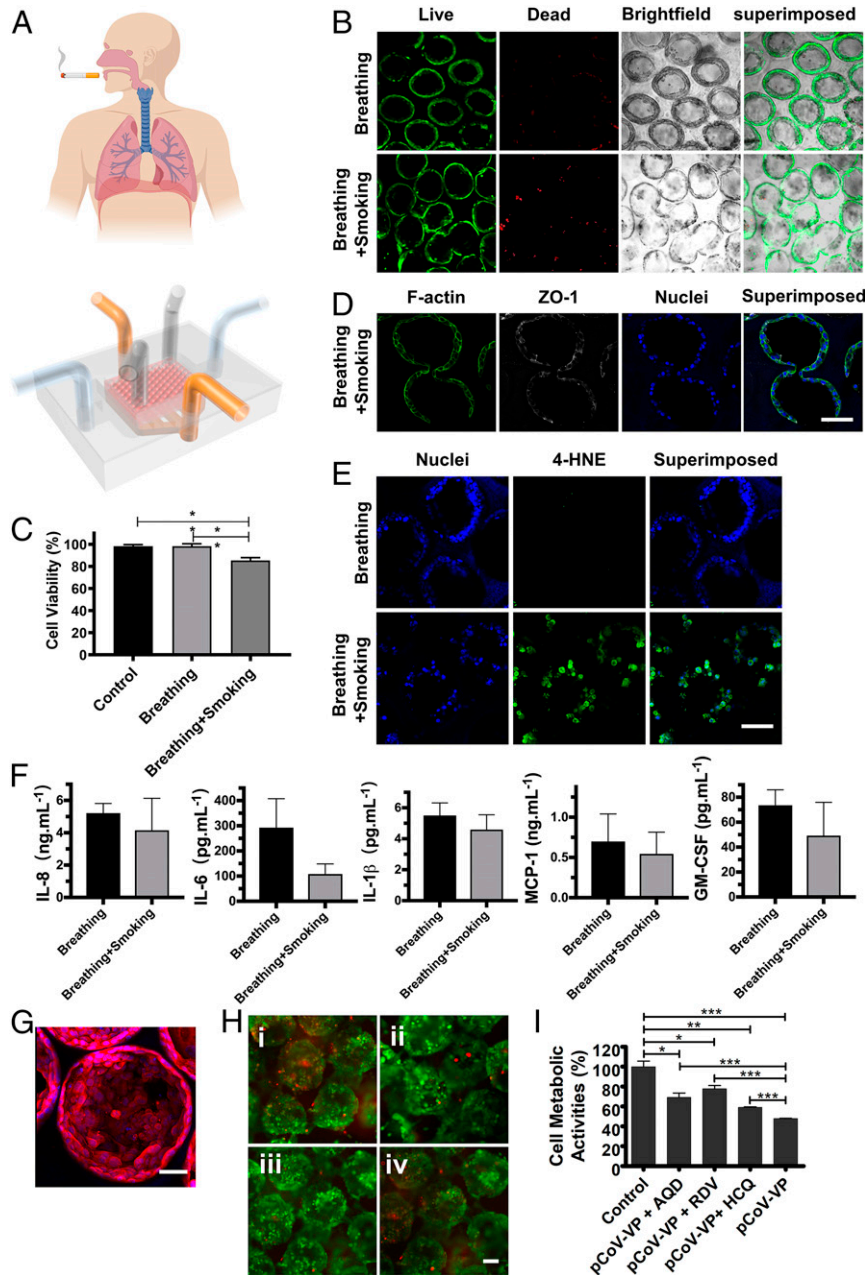 A
B
Live Dead Brightfield superimposed
Breathing
Breathing
+Smoking
D
F-actin ZO-1 Nuclei Superimposed
Breathing
+Smoking
E
Nuclei 4-HNE Superimposed
Breathing
Breathing
+Smoking
C
Cell Viability (%)
100
80
60
40
20
0
* * * * *
Control
Breathing
Breathing+Smoking
F
IL-8 (ng.mL-1)
6
4
2
0
Breathing
Breathing+Smoking
IL-6 (pg.mL-1)
400
300
200
100
0
Breathing
Breathing+Smoking
IL-1β (pg.mL-1)
6
4
2
0
Breathing
Breathing+Smoking
MCP-1 (ng.mL-1)
1.0
0.5
0.0
Breathing
Breathing+Smoking
GM-CSF (pg.mL-1)
80
60
40
20
0
Breathing
Breathing+Smoking
G
H
i ii
iii iv
I
Cell Metabolic
Activities (%)
120
100
80
60
40
20
0
***
**
*
* ***
***
***
Control
pCoV-VP + AQD
pCoV-VP + RDV
pCoV-VP+ HCQ
pCoV-VP